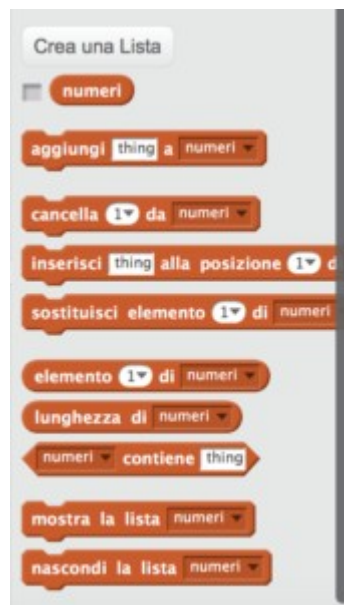 Crea una Lista
numeri
aggiungi thing a numeri
cancella 1 da numeri
inserisci thing alla posizione 1 d
sostituisci elemento 1 di numeri
elemento 1 di numeri
lunghezza di numeri
numeri contiene thing
mostra la lista numeri
nascondi la lista numeri